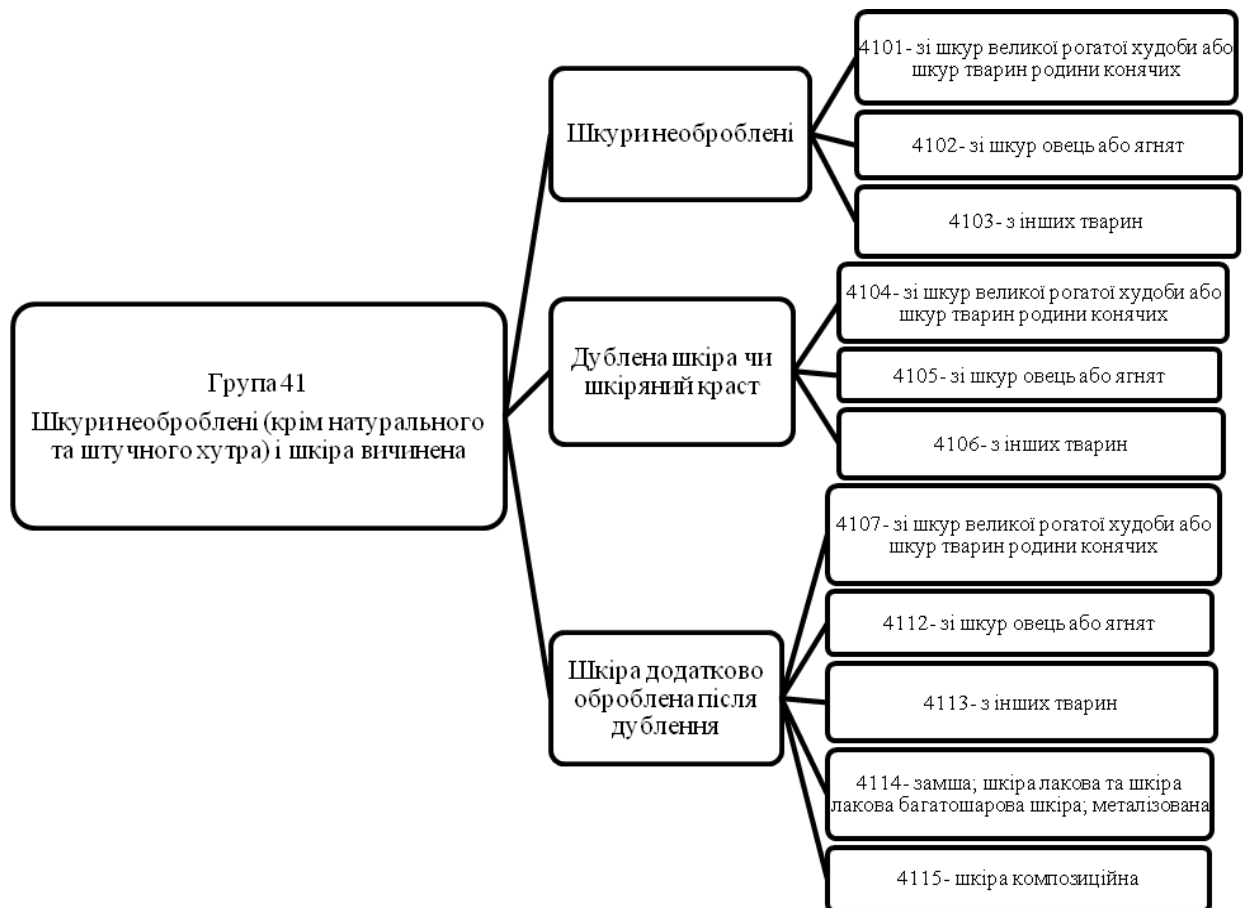 Група 41
Шкури необроблені (крім натурального
та штучного хутра) і шкіра вичинена
Шкури необроблені
4101- зі шкур великої рогатої худоби або
шкур тварин родини конячих
4102- зі шкур овець або ягнят
4103- з інших тварин
Дублена шкіра чи
шкіряний краст
4104- зі шкур великої рогатої худоби або
шкур тварин родини конячих
4105- зі шкур овець або ягнят
4106- з інших тварин
Шкіра додатково
оброблена після
дублення
4107- зі шкур великої рогатої худоби або
шкур тварин родини конячих
4112- зі шкур овець або ягнят
4113- з інших тварин
4114- замша; шкіра лакова та шкіра
лакова багатошарова шкіра; металізована
4115- шкіра композиційна